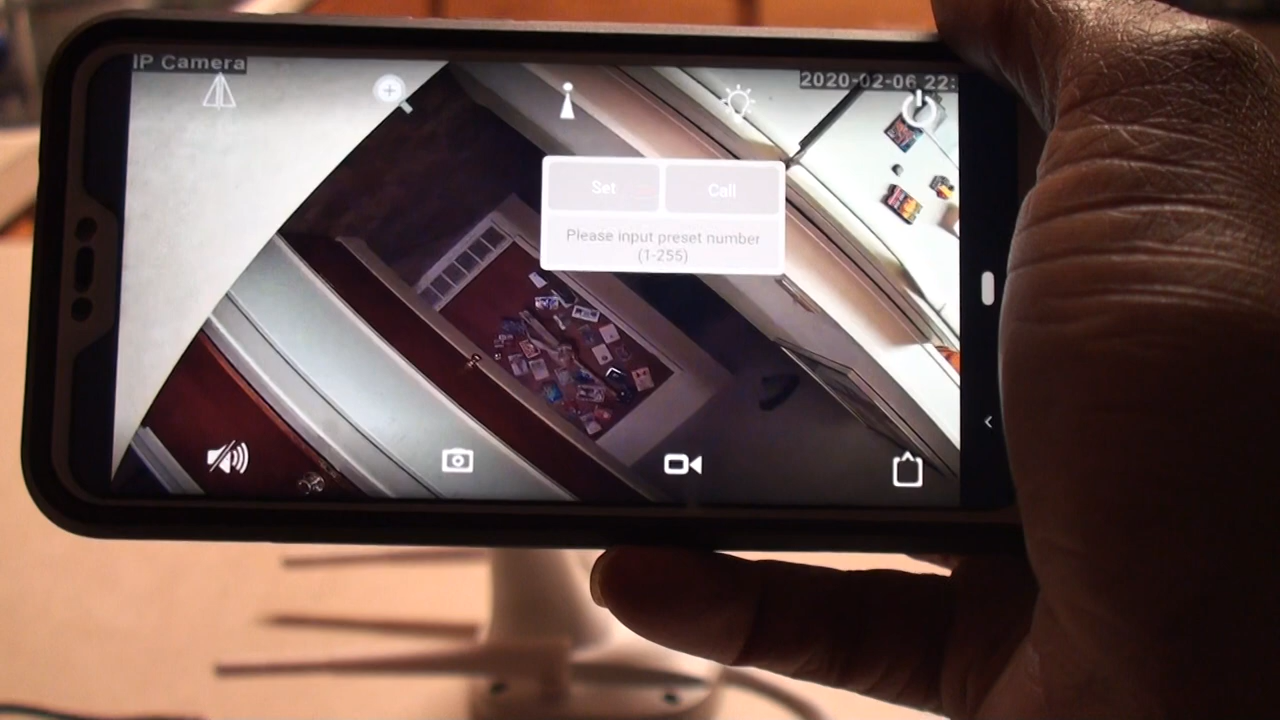 IP Camera
2020-02-06 22:
Set
Call
Please input preset number
(1-255)